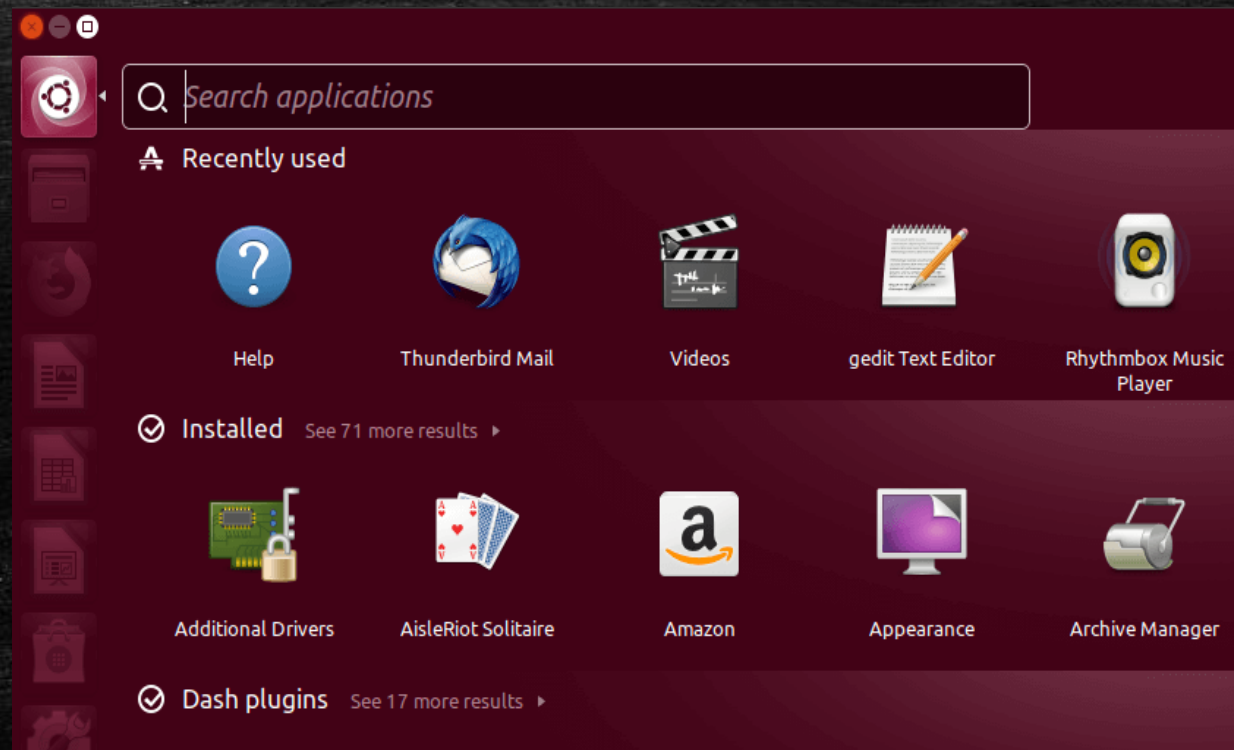 Search applications
Recently used
Help
Thunderbird Mail
Videos
gedit Text Editor
Rhythmbox Music
Player
Installed See 71 more results
Additional Drivers
AisleRiot Solitaire
Amazon
Appearance
Archive Manager
Dash plugins See 17 more results